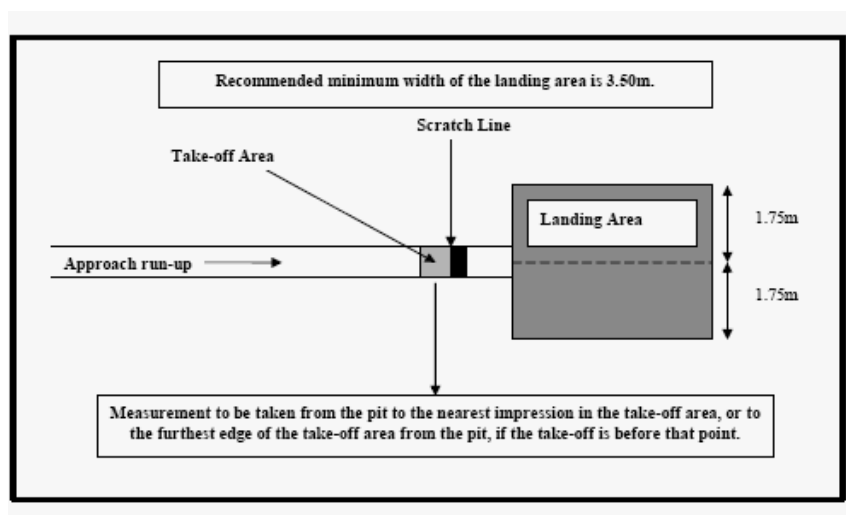 Recommended minimum width of the landing area is 3.50m.
Scratch Line
Take-off Area
Landing Area
1.75m
Approach run-up
1.75m
Measurement to be taken from the pit to the nearest impression in the take-off area, or to
the furthest edge of the take-off area from the pit, if the take-off is before that point.